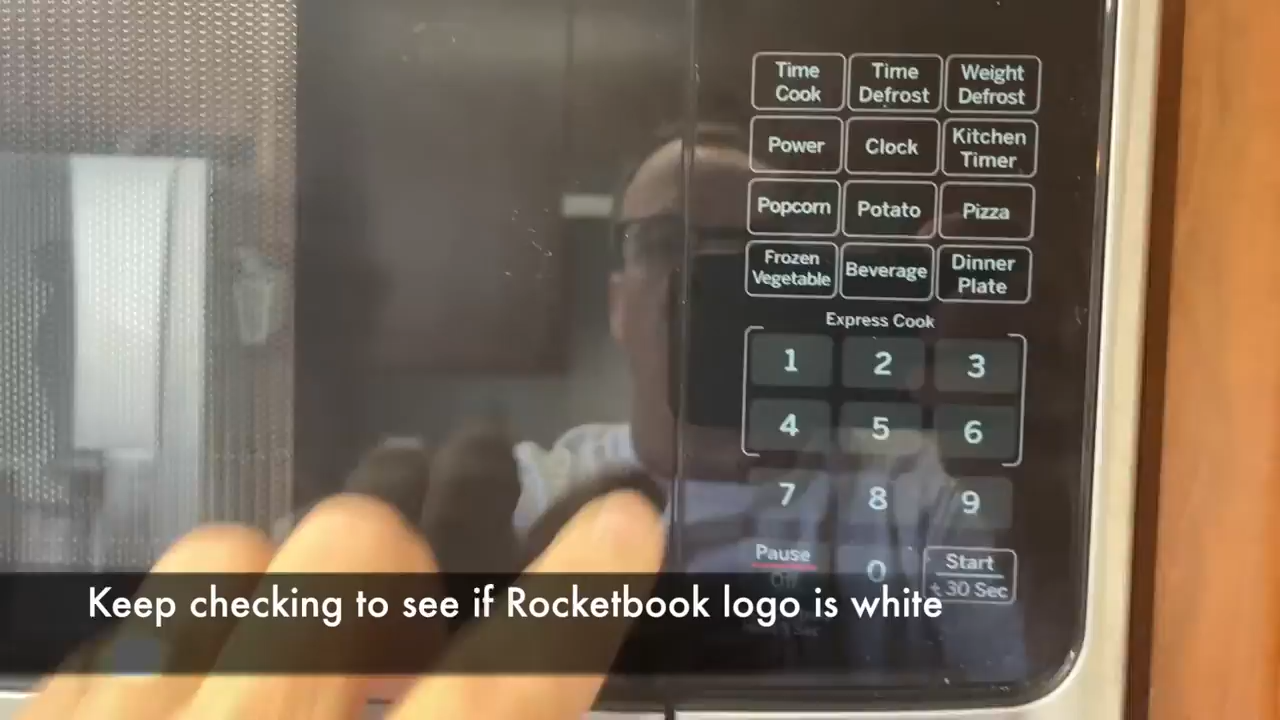 Time
Cook
Time
Defrost
Weight
Defrost
Power
Clock
Kitchen
Timer
Popcorn
Potato
Pizza
Frozen
Vegetable
Beverage
Dinner
Plate
Express Cook
1 2 3
4 5 6
7 8 9
Pause
Off
0
Start
+ 30 Sec
Keep checking to see if Rocketbook logo is white